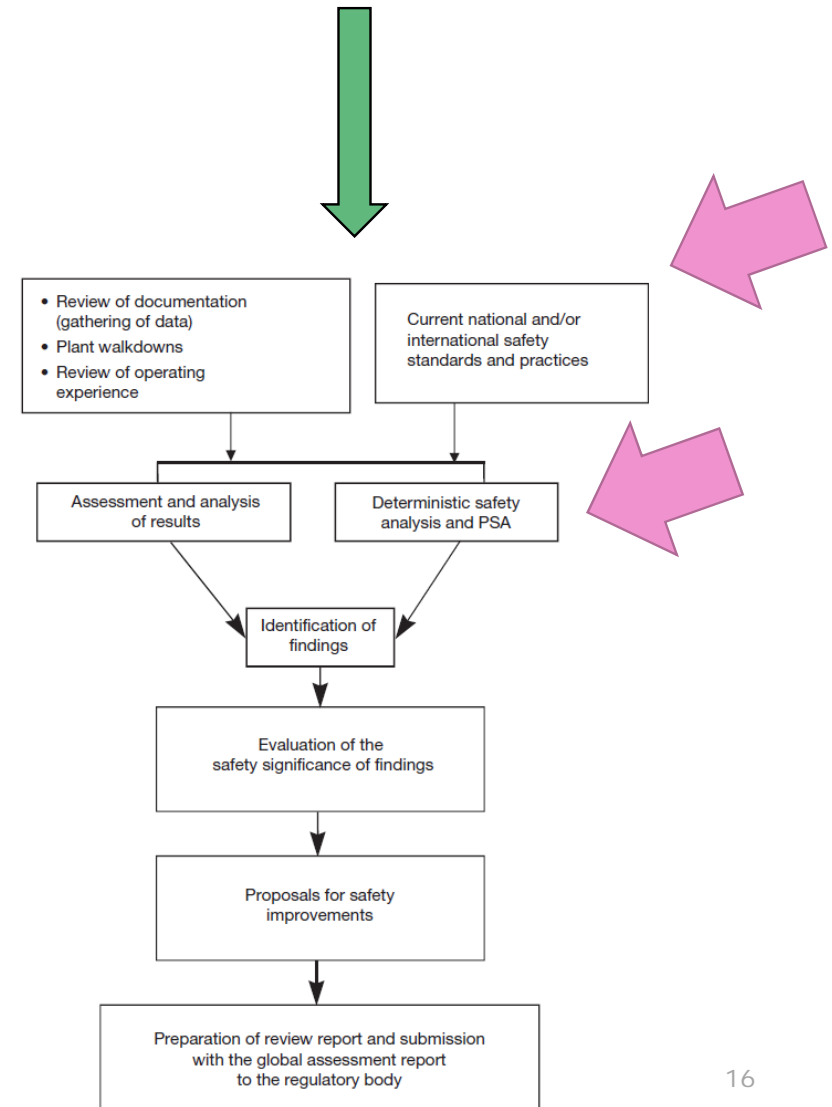 • Review of documentation
(gathering of data)
• Plant walkdowns
• Review of operating
experience
Current national and/or
international safety
standards and practices
Assessment and analysis
of results
Deterministic safety
analysis and PSA
Identification of
findings
Evaluation of the
safety significance of findings
Proposals for safety
improvements
Preparation of review report and submission
with the global assessment report
to the regulatory body
16